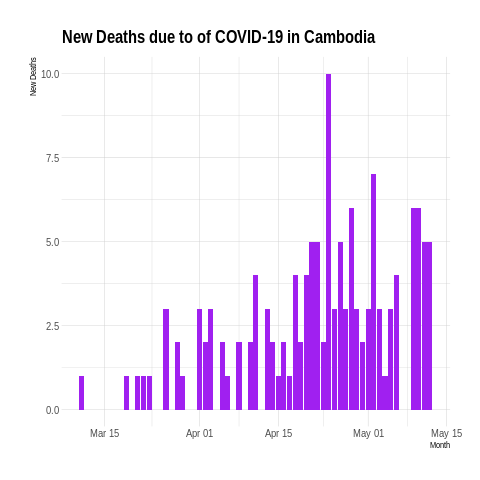 New Deaths due to of COVID-19 in Cambodia
New Deaths
10.0
7.5
5.0
2.5
0.0
Mar 15 Apr 01 Apr 15 May 01 May 15
Month